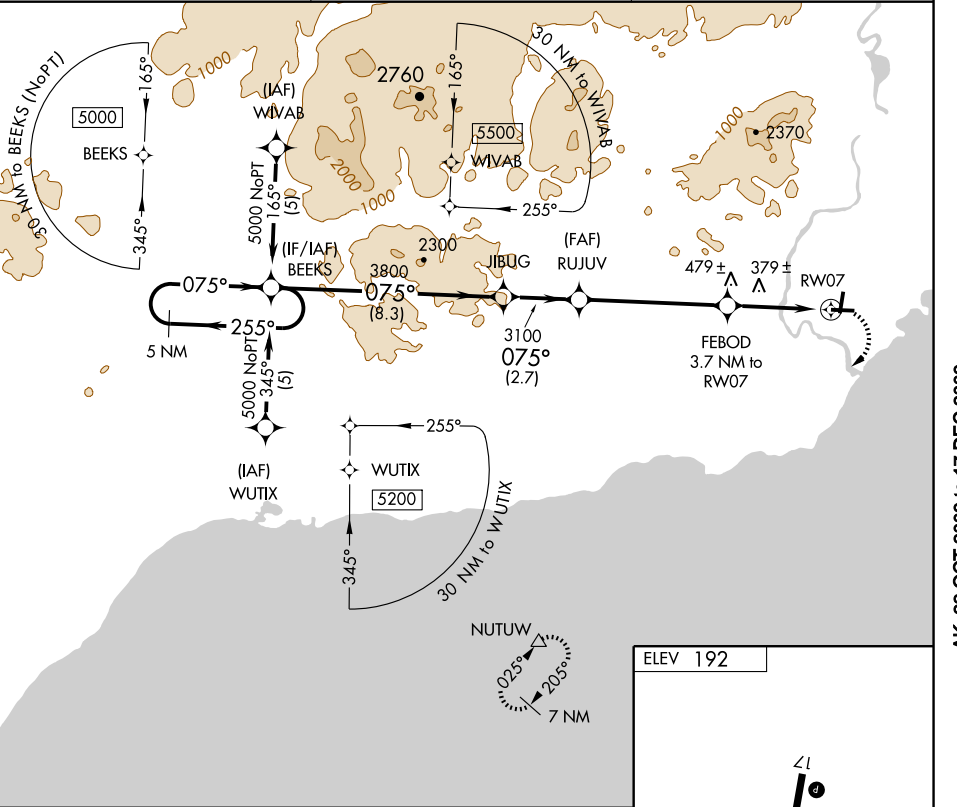 1000
30 NM to BEEKS (NoPT)
165°
5000
BEEKS
345°
(IAF)
WIVAB
2760
165°
30 NM to WIVAB
5500
WIVAB
255°
2000
1000
1000
2370
5000 NoPT
165°
(5)
(IF/IAF)
BEEKS
2300
3800
075°
(8.3)
075°
255°
5 NM
JIBUG
(FAF)
RUJUV
479 ±
379 ±
RW07
3100
075°
(2.7)
FEBOD
3.7 NM to
RW07
5000 NoPT
345°
(5)
(IAF)
WUTIX
255°
WUTIX
5200
345°
30 NM to WUTIX
NUTUW
025°
205°
7 NM
ELEV 192
17
P